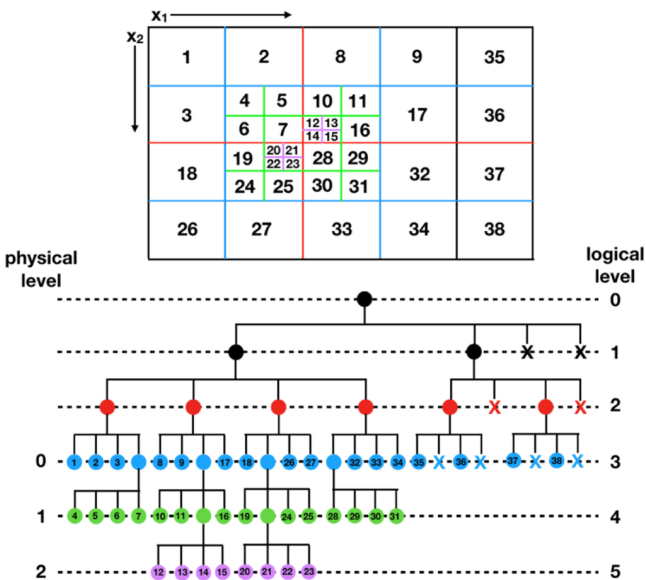 x₁
x₂
1 2 8 9 35
4 5 10 11
3 17 36
6 7 12 13 16
14 15
20 21
19 28 29
22 23
18 32 37
24 25 30 31
26 27 33 34 38
physical level
logical level
0
X X 1
X X 2
0 1 2 3 8 9 17 18 26 27 32 33 34 35 X 36 X 37 X 38 X 3
1 4 5 6 7 10 11 16 19 24 25 28 29 30 31 4
2 12 13 14 15 20 21 22 23 5